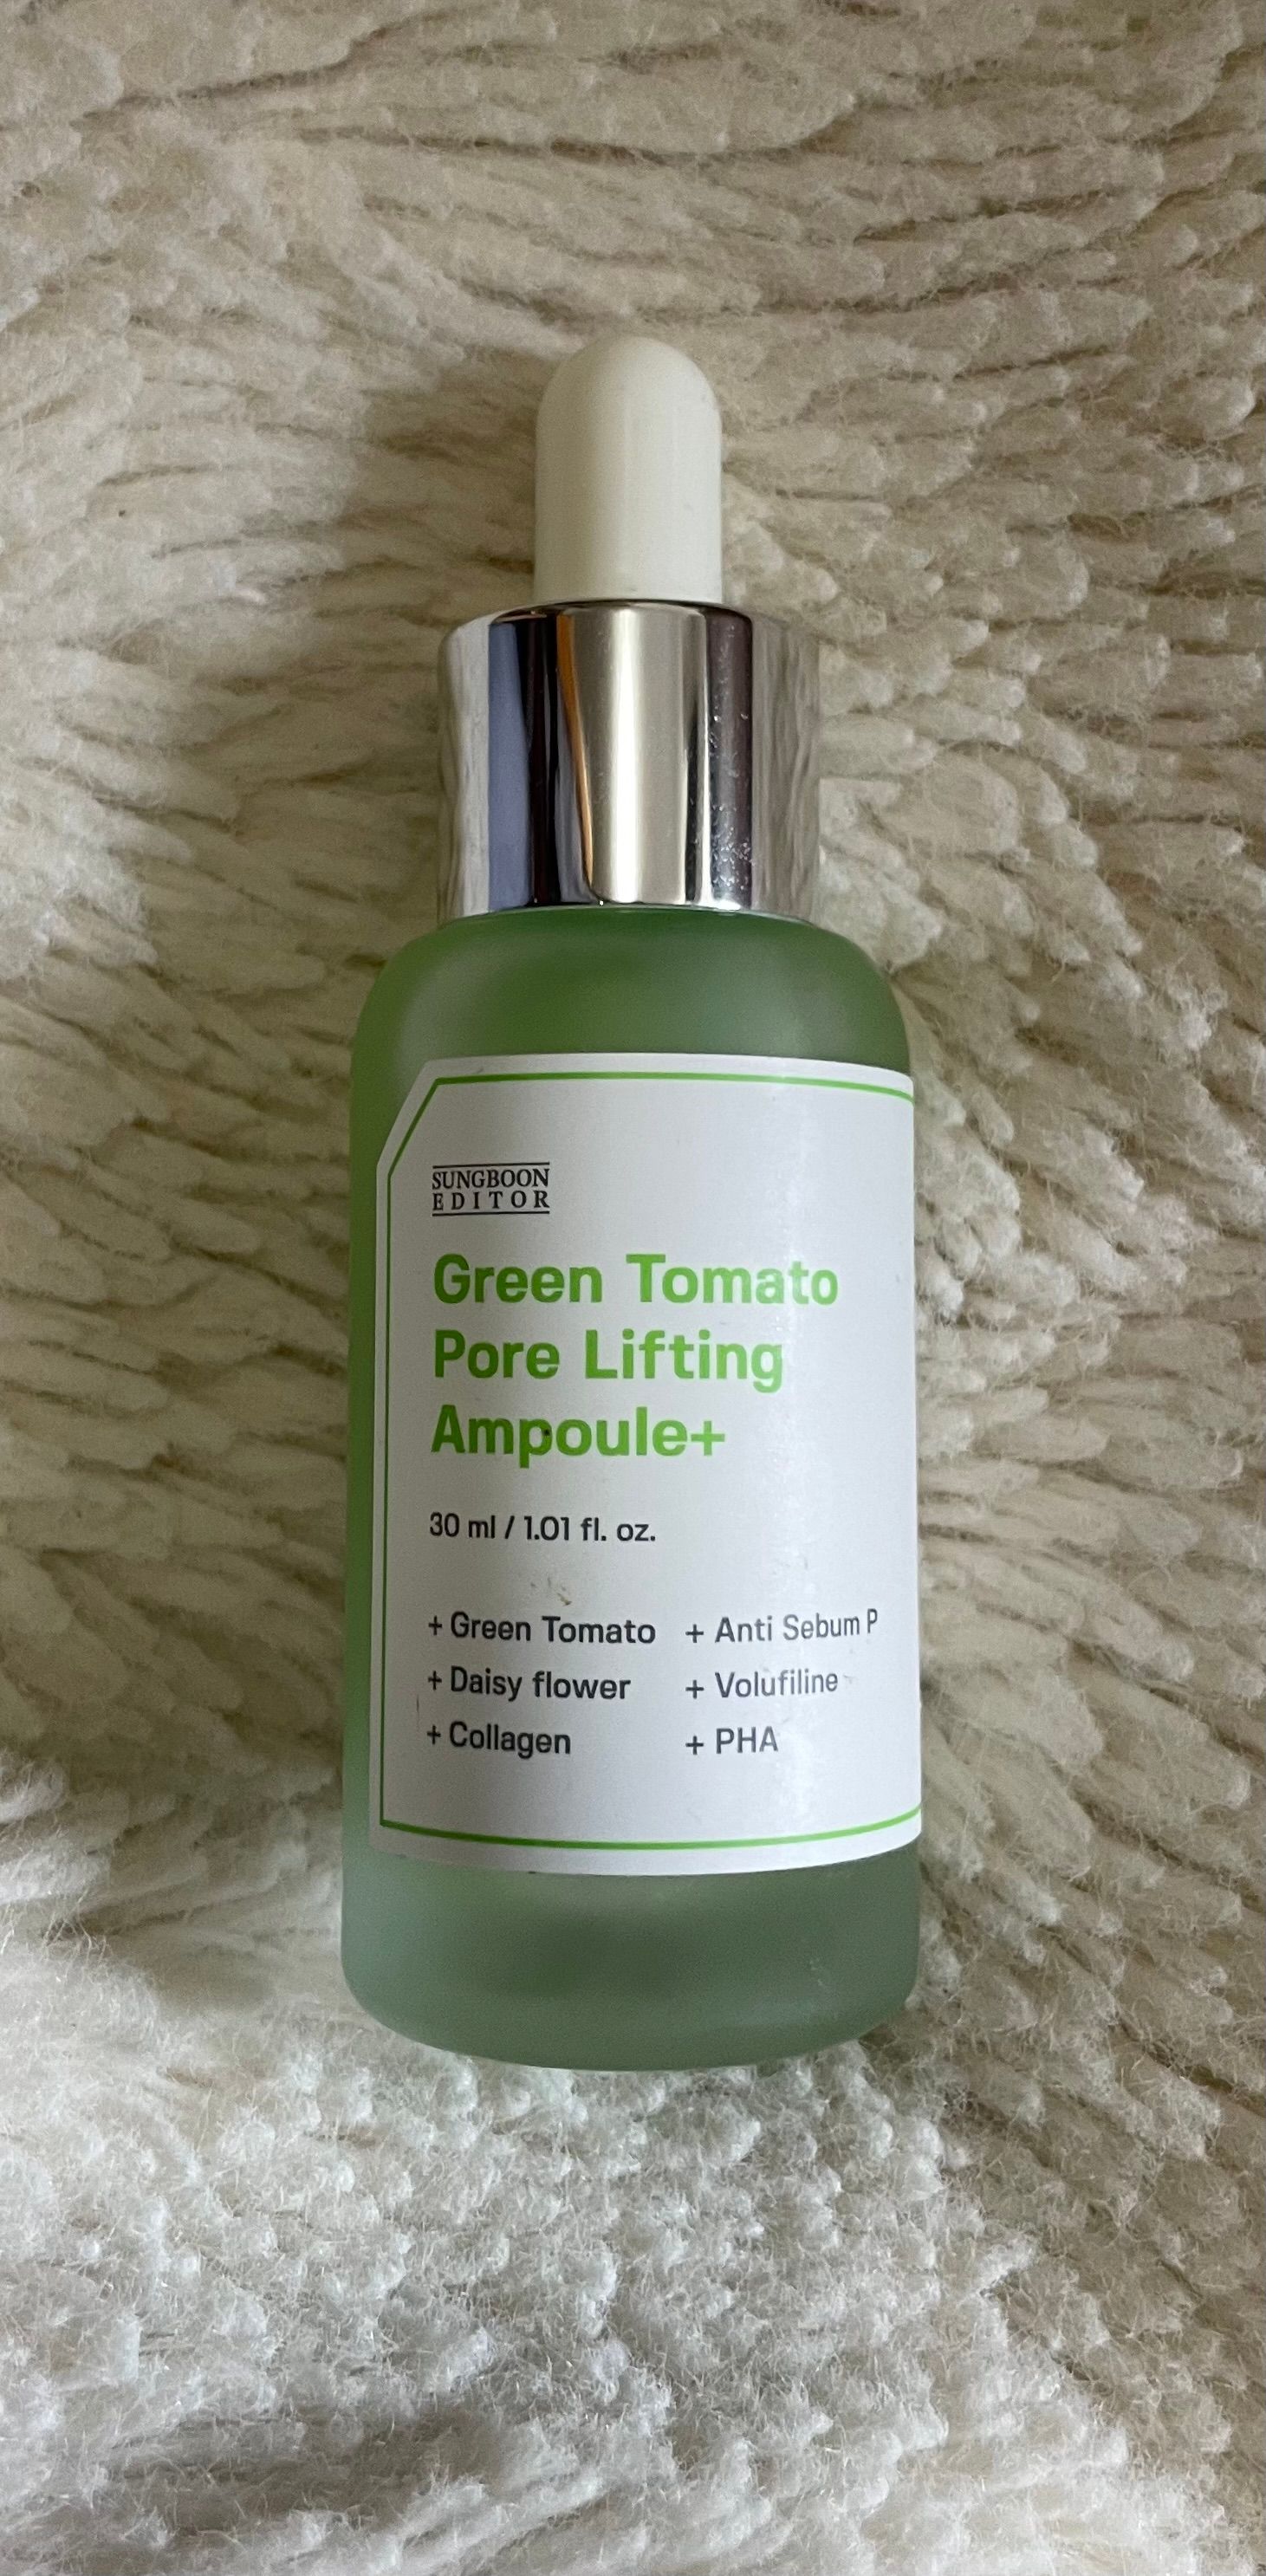 SUNGBOON
EDITOR
Green Tomato
Pore Lifting
Ampoule+
30 ml / 1.01 fl. oz.
+ Green Tomato + Anti Sebum P
+ Daisy flower + Volufiline
+ Collagen + PHA